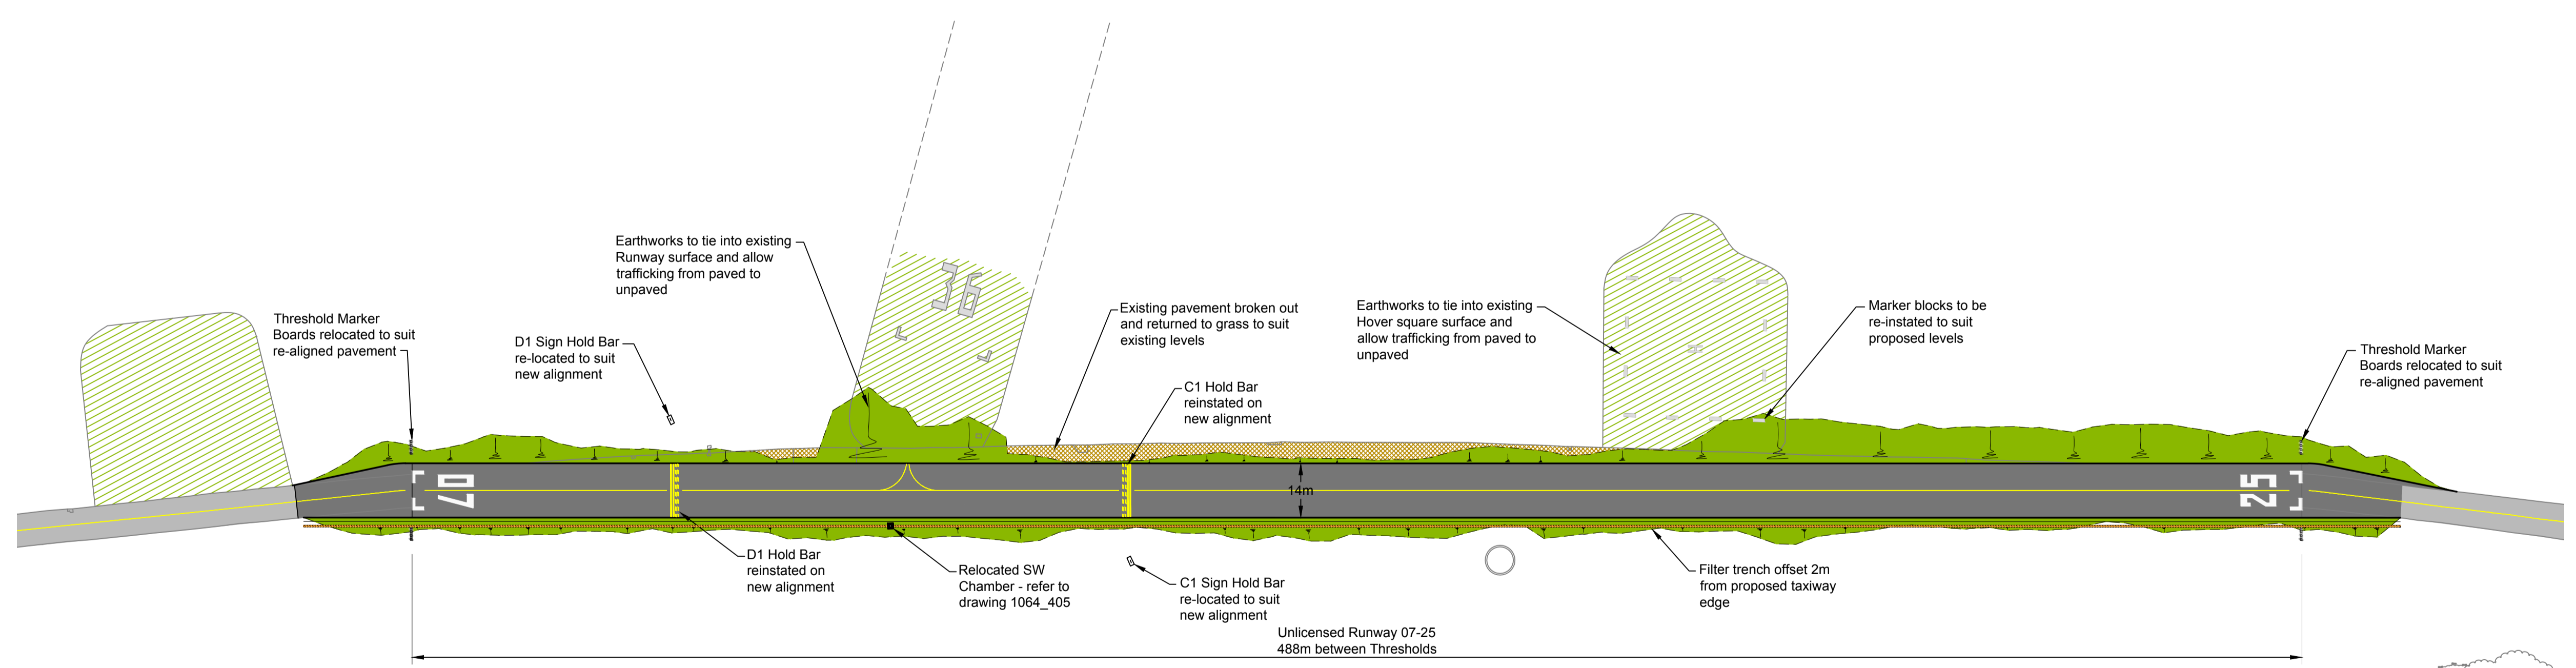 36
Earthworks to tie into existing
Runway surface and allow
trafficking from paved to
unpaved
Threshold Marker
Boards relocated to suit
re-aligned pavement
D1 Sign Hold Bar
re-located to suit
new alignment
Existing pavement broken out
and returned to grass to suit
existing levels
C1 Hold Bar
reinstated on
new alignment
Earthworks to tie into existing
Hover square surface and
allow trafficking from paved to
unpaved
Marker blocks to be
re-instated to suit
proposed levels
Threshold Marker
Boards relocated to suit
re-aligned pavement
07
14m
25
D1 Hold Bar
reinstated on
new alignment
Relocated SW
Chamber - refer to
drawing 1064_405
C1 Sign Hold Bar
re-located to suit
new alignment
Filter trench offset 2m
from proposed taxiway
edge
Unlicensed Runway 07-25
488m between Thresholds